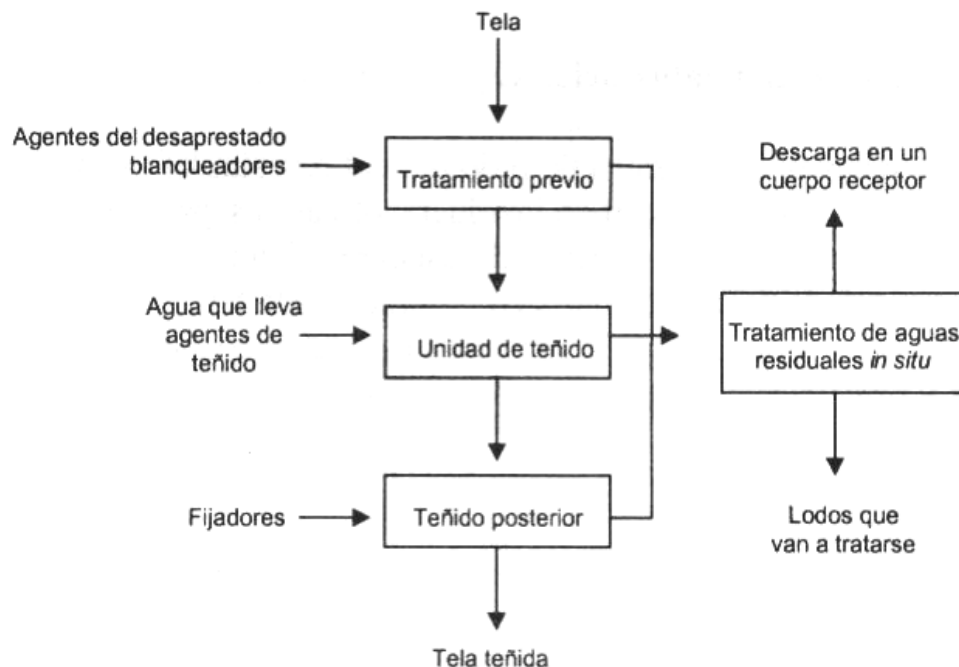 Tela
Agentes del desaprestado
blanqueadores
Tratamiento previo
Descarga en un
cuerpo receptor
Agua que lleva
agentes de
teñido
Unidad de teñido
Tratamiento de aguas
residuales in situ
Fijadores
Teñido posterior
Lodos que
van a tratarse
Tela teñida